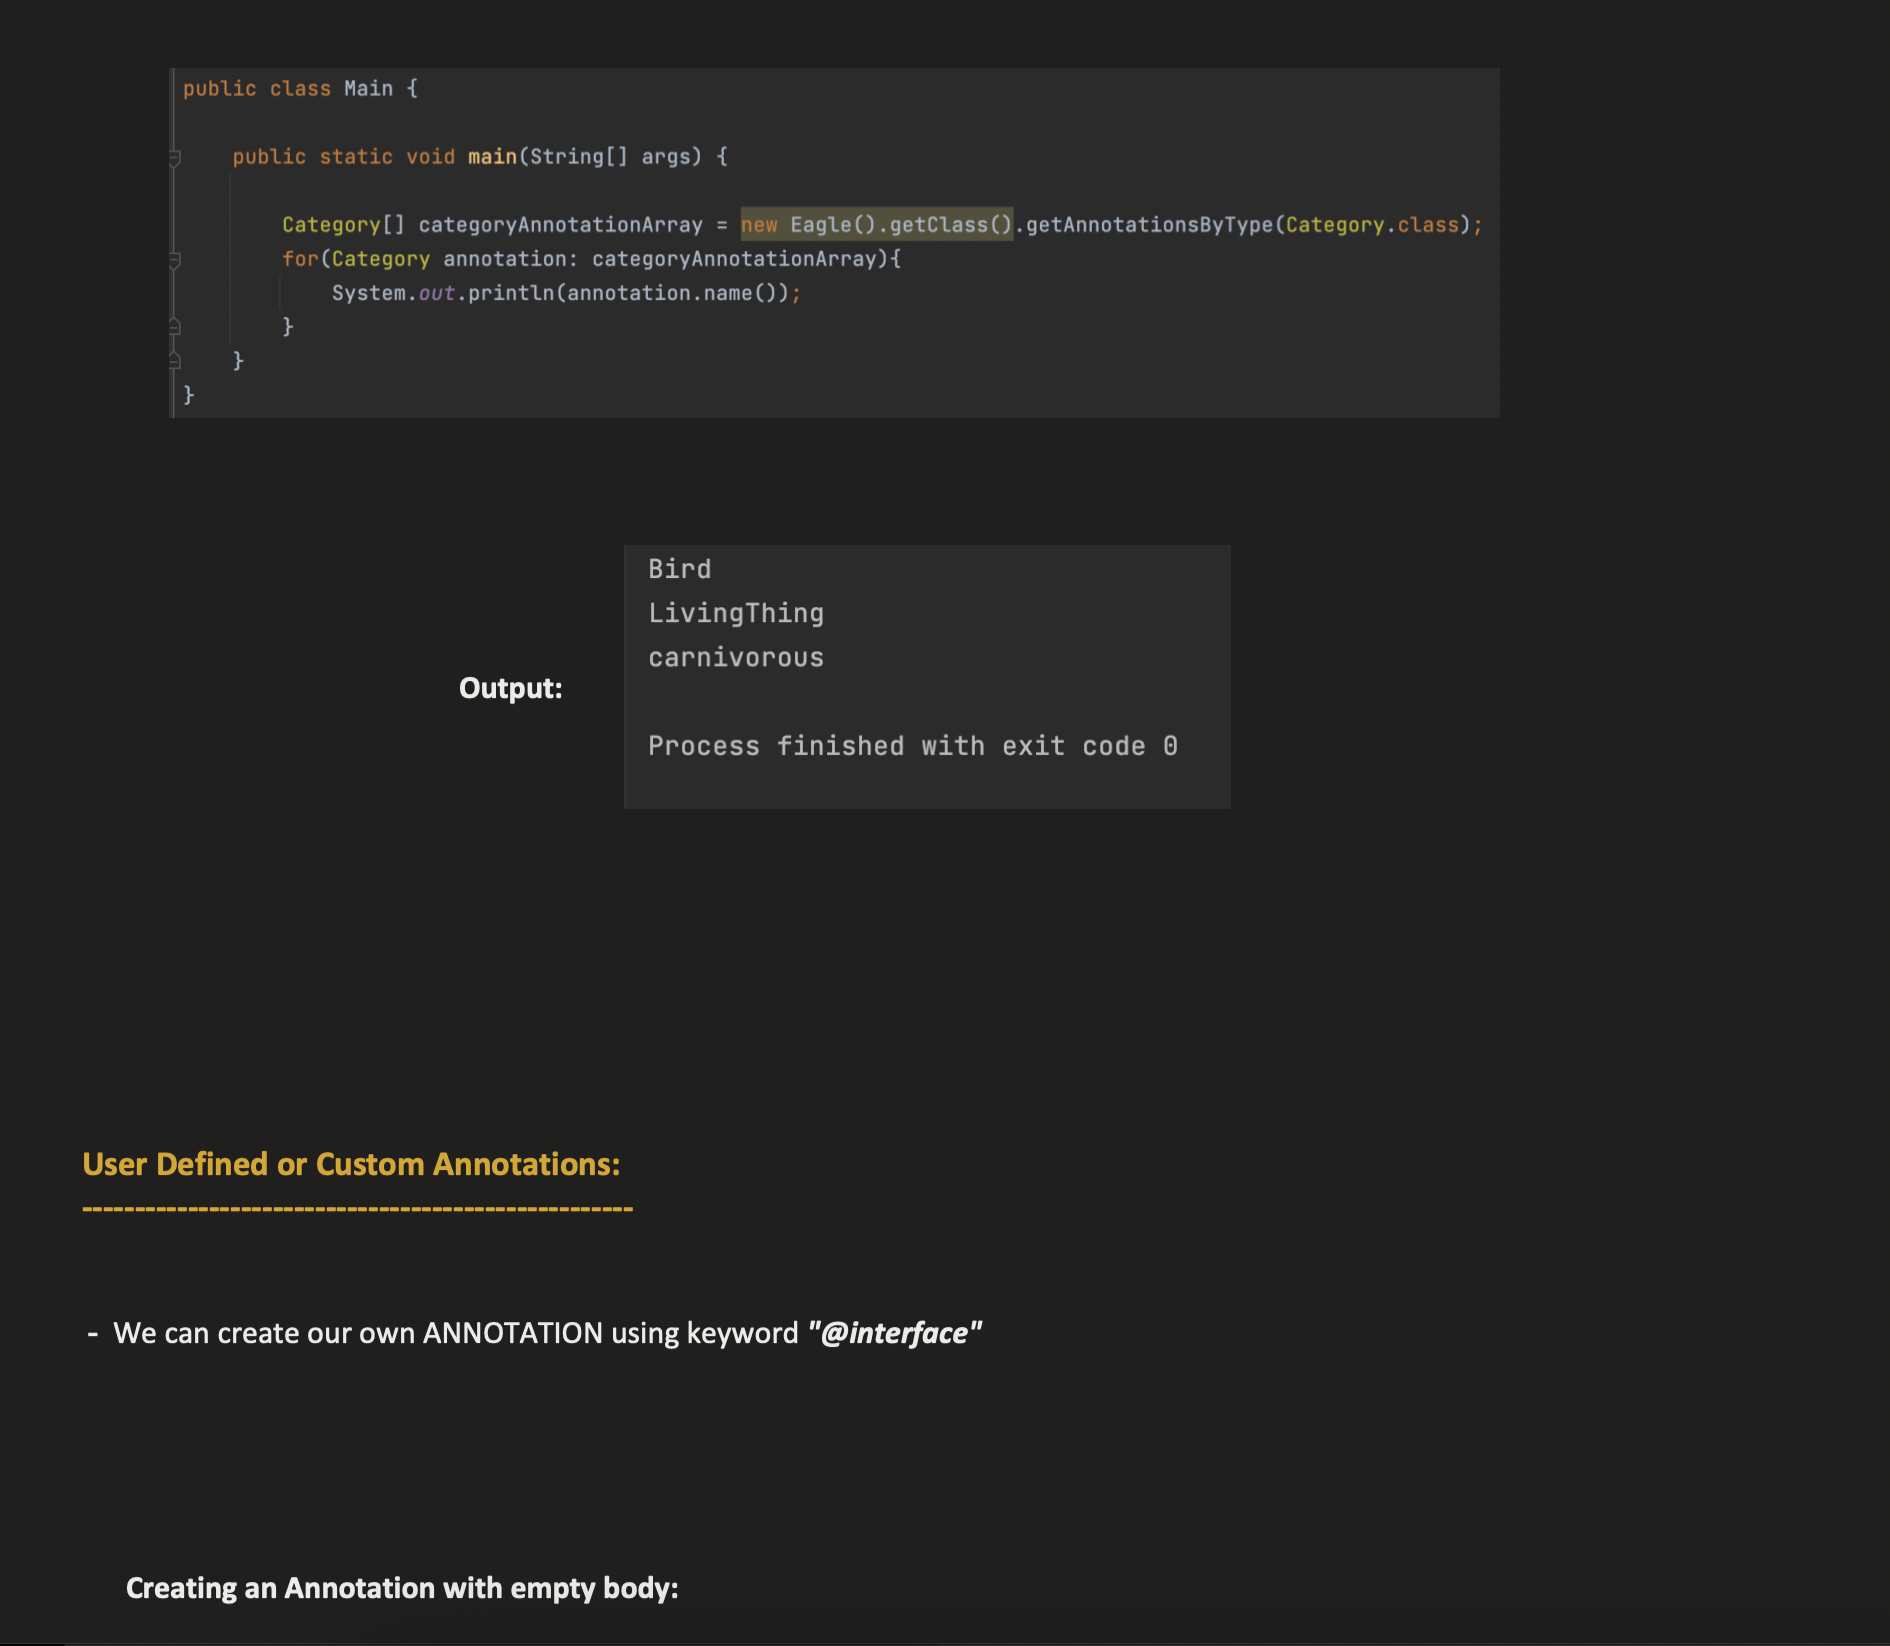 public class Main {
public static void main(String[] args) {
Category[] categoryAnnotationArray = new Eagle().getClass().getAnnotationsByType(Category.class);
for(Category annotation: categoryAnnotationArray){
System.out.println(annotation.name());
}
}
}
Bird
LivingThing
carnivorous
Output:
Process finished with exit code 0
User Defined or Custom Annotations:
----------------------------------------------------
- We can create our own ANNOTATION using keyword "@interface"
Creating an Annotation with empty body: